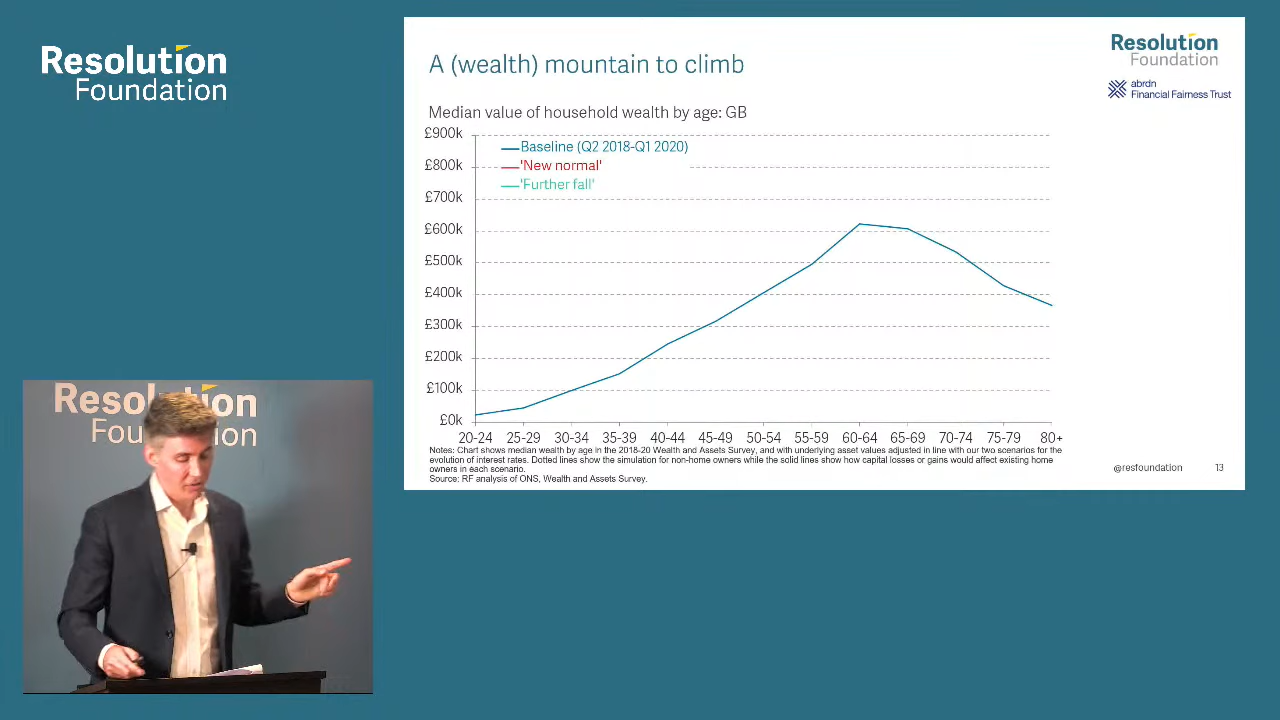 Resolution
Foundation
A (wealth) mountain to climb
Resolution
Foundation
abrdn
Financial Fairness Trust
Median value of household wealth by age: GB
£900k
£800k
£700k
£600k
£500k
£400k
£300k
£200k
£100k
£0k
Baseline (Q2 2018-Q1 2020)
'New normal'
'Further fall'
20-24 25-29 30-34 35-39 40-44 45-49 50-54 55-59 60-64 65-69 70-74 75-79 80+
Notes: Chart shows median wealth by age in the 2018-20 Wealth and Assets Survey, and with underlying asset values adjusted in line with our two scenarios for the
evolution of interest rates. Dotted lines show the simulation for non-home owners while the solid lines show how capital losses or gains would affect existing home
owners in each scenario.
Source: RF analysis of ONS, Wealth and Assets Survey.
@resfoundation 13